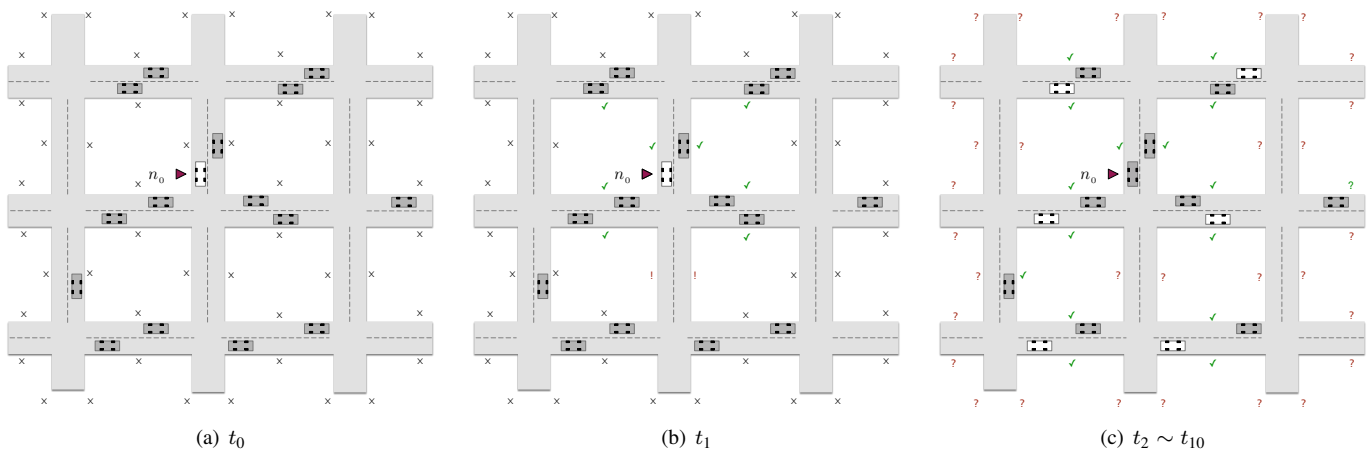 n₀
n₀
n₀
(a) t₀
(b) t₁
(c) t₂ ∼ t₁₀